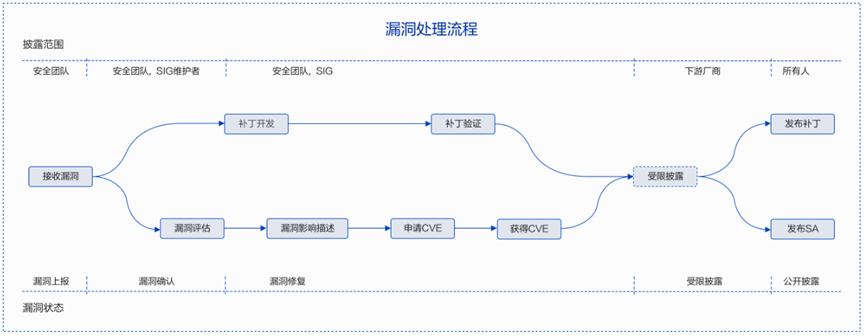 漏洞处理流程
披露范围
安全团队
安全团队, SIG维护者
安全团队, SIG
下游厂商
所有人
补丁开发
补丁验证
发布补丁
接收漏洞
受限披露
漏洞评估
漏洞影响描述
申请CVE
获得CVE
发布SA
漏洞上报
漏洞确认
漏洞修复
受限披露
公开披露
漏洞状态